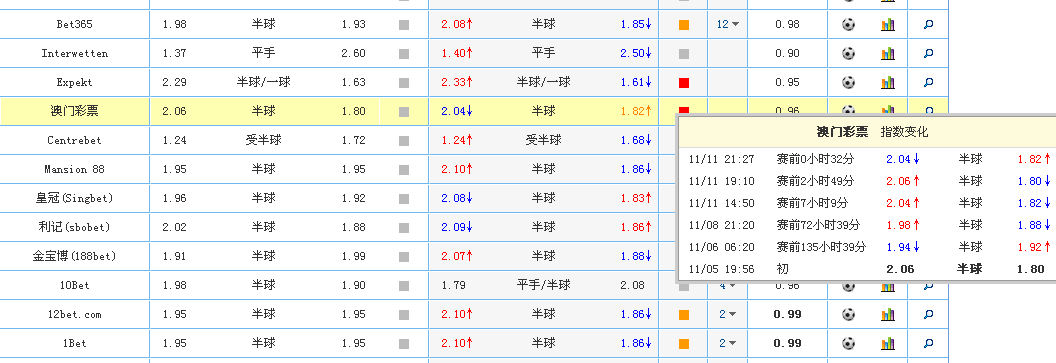 Bet365 1.98 半球 1.93 2.08↑ 半球 1.85↓ 12 0.98
Interwetten 1.37 平手 2.60 1.40↑ 平手 2.50↓ 0.90
Expekt 2.29 半球/一球 1.63 2.33↑ 半球/一球 1.61↓ 0.95
澳门彩票 2.06 半球 1.80 2.04↓ 半球 1.82↑ 0.96
Centrebet 1.24 受半球 1.72 1.24↑ 受半球 1.68↓
Mansion 88 1.95 半球 1.95 2.10↑ 半球 1.86↓
皇冠(Singbet) 1.96 半球 1.92 2.08↓ 半球 1.83↑
利记(sbobet) 2.02 半球 1.88 2.09↓ 半球 1.86↑
金宝博(188bet) 1.91 半球 1.99 2.07↑ 半球 1.88↓
10Bet 1.98 半球 1.90 1.79 平手/半球 2.08 4 0.96
12bet.com 1.95 半球 1.95 2.10↑ 半球 1.86↓ 2 0.99
1Bet 1.95 半球 1.95 2.10↑ 半球 1.86↓ 2 0.99
澳门彩票 指数变化
11/11 21:27 赛前0小时32分 2.04↓ 半球 1.82↑
11/11 19:10 赛前2小时49分 2.06↑ 半球 1.80↓
11/11 14:50 赛前7小时9分 2.04↑ 半球 1.82↓
11/08 21:20 赛前72小时39分 1.98↑ 半球 1.88↓
11/06 06:20 赛前135小时39分 1.94↓ 半球 1.92↑
11/05 19:56 初 2.06 半球 1.80